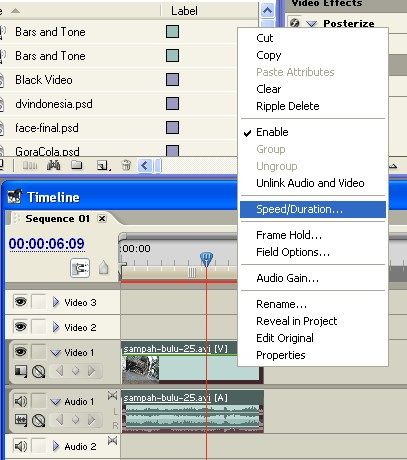 Video Effects
Label
Posterize
Bars and Tone
Bars and Tone
Black Video
dvindonesia.psd
face-final.psd
GoraCola.psd
Cut
Copy
Paste Attributes
Clear
Ripple Delete
Enable
Group
Ungroup
Unlink Audio and Video
Speed/Duration...
Frame Hold...
Field Options...
Audio Gain...
Rename...
Reveal in Project
Edit Original
Properties
Timeline
Sequence 01
00:00:06:09
:00:00
Video 3
Video 2
Video 1
sampah-bulu-25.avi [V]
Audio 1
sampah-bulu-25.avi [A]
L
R
Audio 2